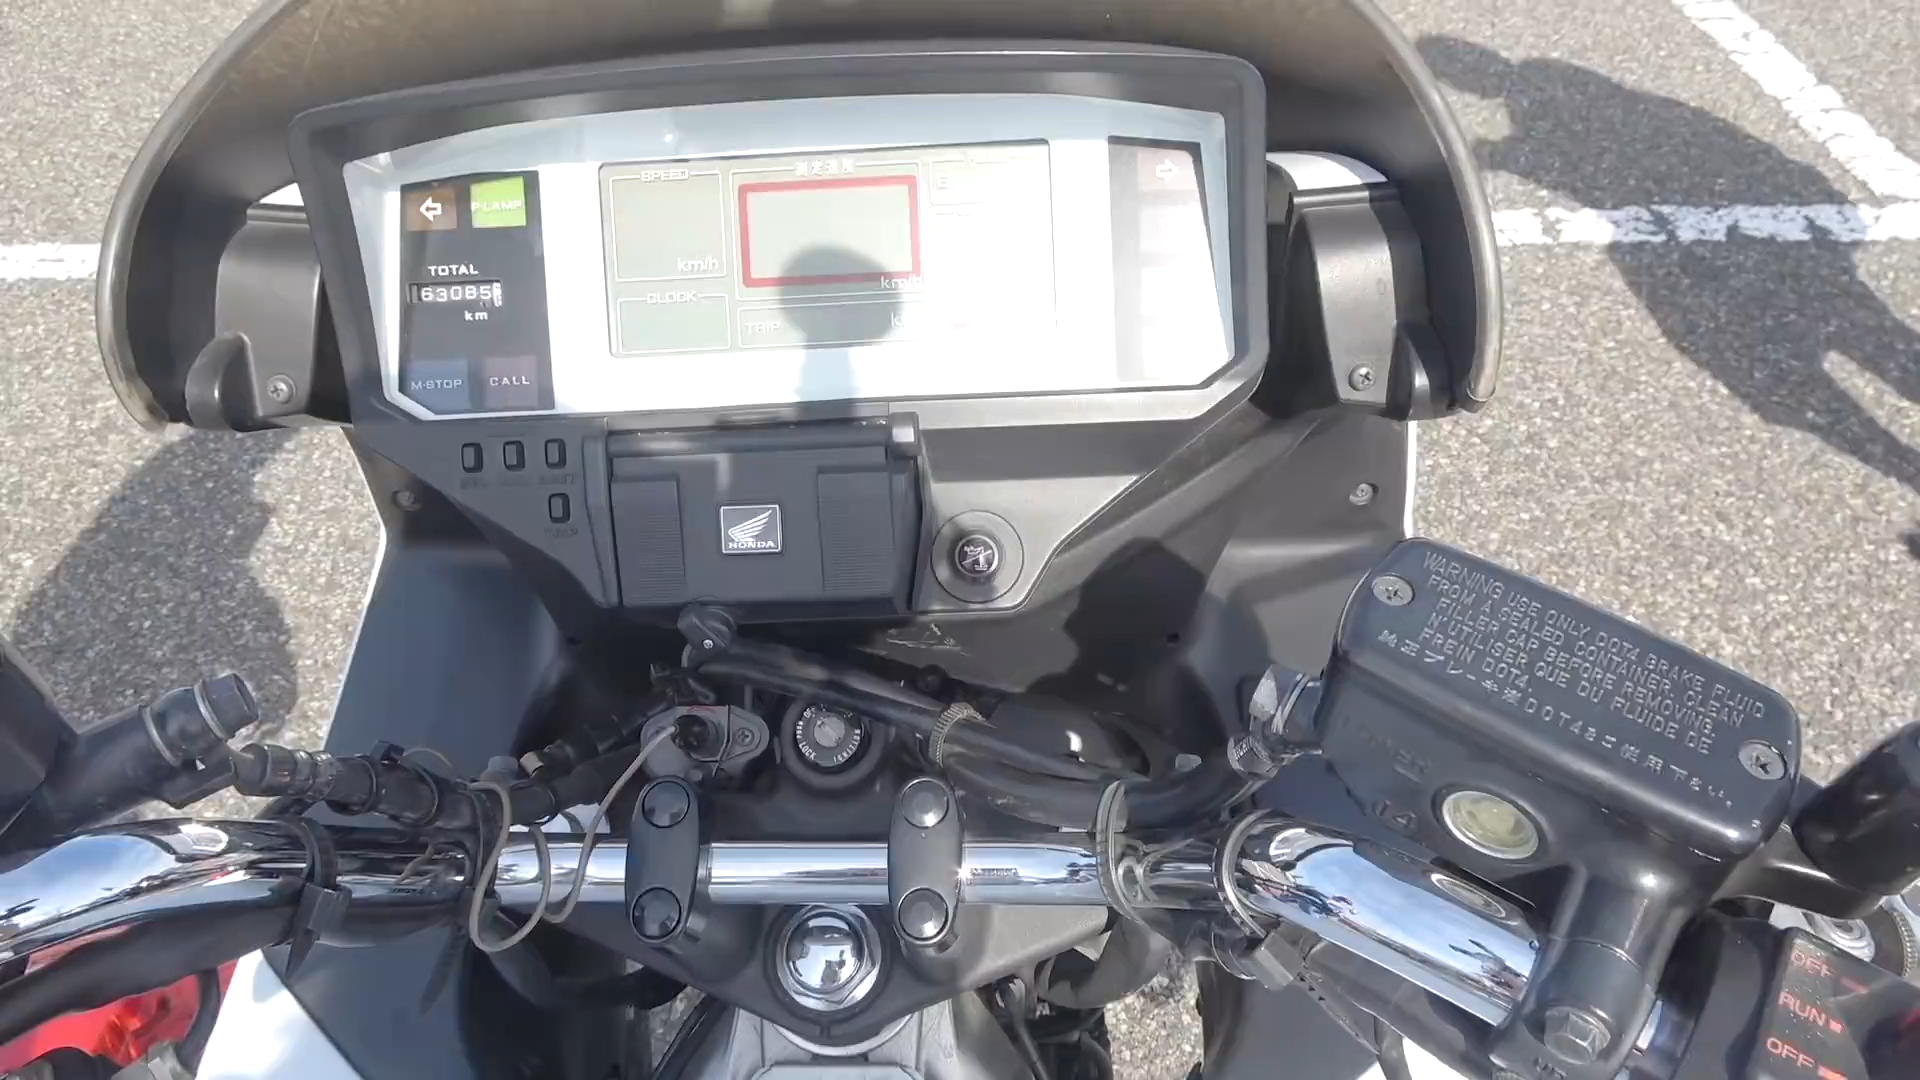 SPEED
測定速度
E
P-LAMP
km/h
km/h
TOTAL
63085
CLOCK
km
TRIP
M-STOP
CALL
HONDA
WARNING USE ONLY DOT4 BRAKE FLUID
FROM A SEALED CONTAINER. CLEAN
FILLER CAP BEFORE REMOVING.
N'UTILISER QUE DU FLUIDE DE
FREIN DOT4.
純正ブレーキ液DOT4をご使用下さい.
LOCK
14
OFF
RUN
OFF